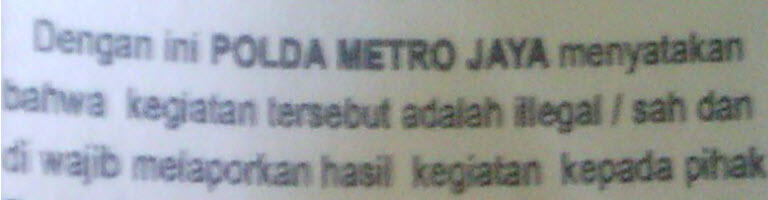 Dengan ini POLDA METRO JAYA menyatakan
bahwa kegiatan tersebut adalah illegal / sah dan
di wajib melaporkan hasil kegiatan kepada pihak